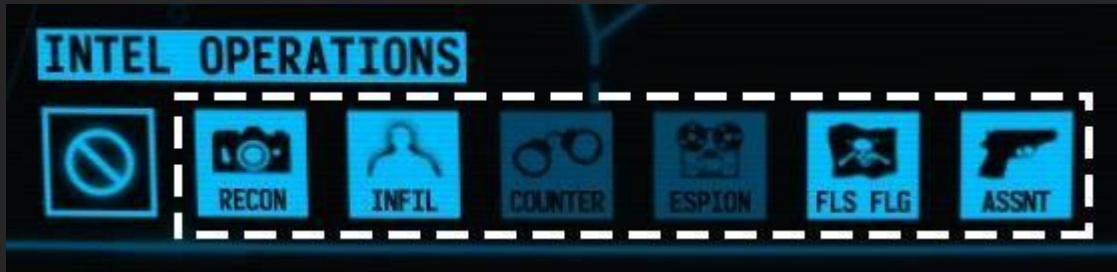 INTEL OPERATIONS
RECON INFIL COUNTER ESPION FLS FLG ASSNT